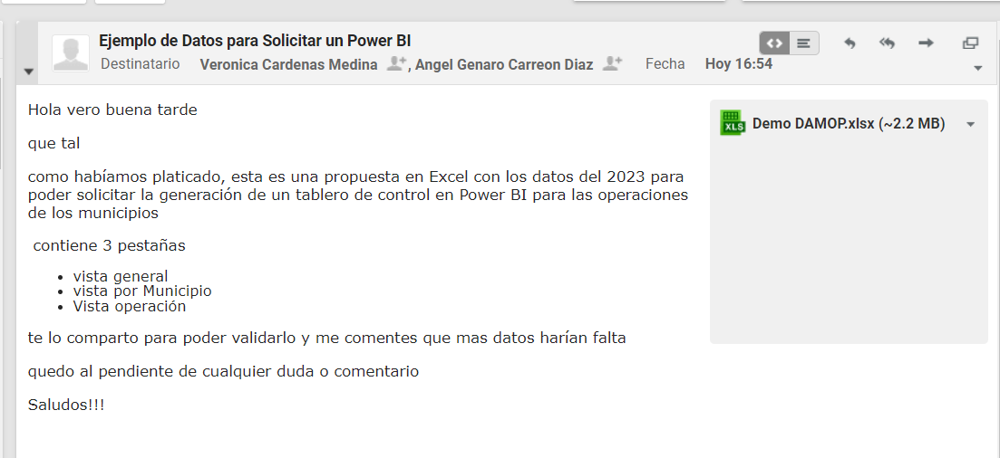 Ejemplo de Datos para Solicitar un Power BI
Destinatario Veronica Cardenas Medina , Angel Genaro Carreon Diaz Fecha Hoy 16:54
Hola vero buena tarde
que tal
como habíamos platicado, esta es una propuesta en Excel con los datos del 2023 para
poder solicitar la generación de un tablero de control en Power BI para las operaciones
de los municipios
contiene 3 pestañas
• vista general
• vista por Municipio
• Vista operación
te lo comparto para poder validarlo y me comentes que mas datos harían falta
quedo al pendiente de cualquier duda o comentario
Saludos!!!
XLS Demo DAMOP.xlsx (~2.2 MB)